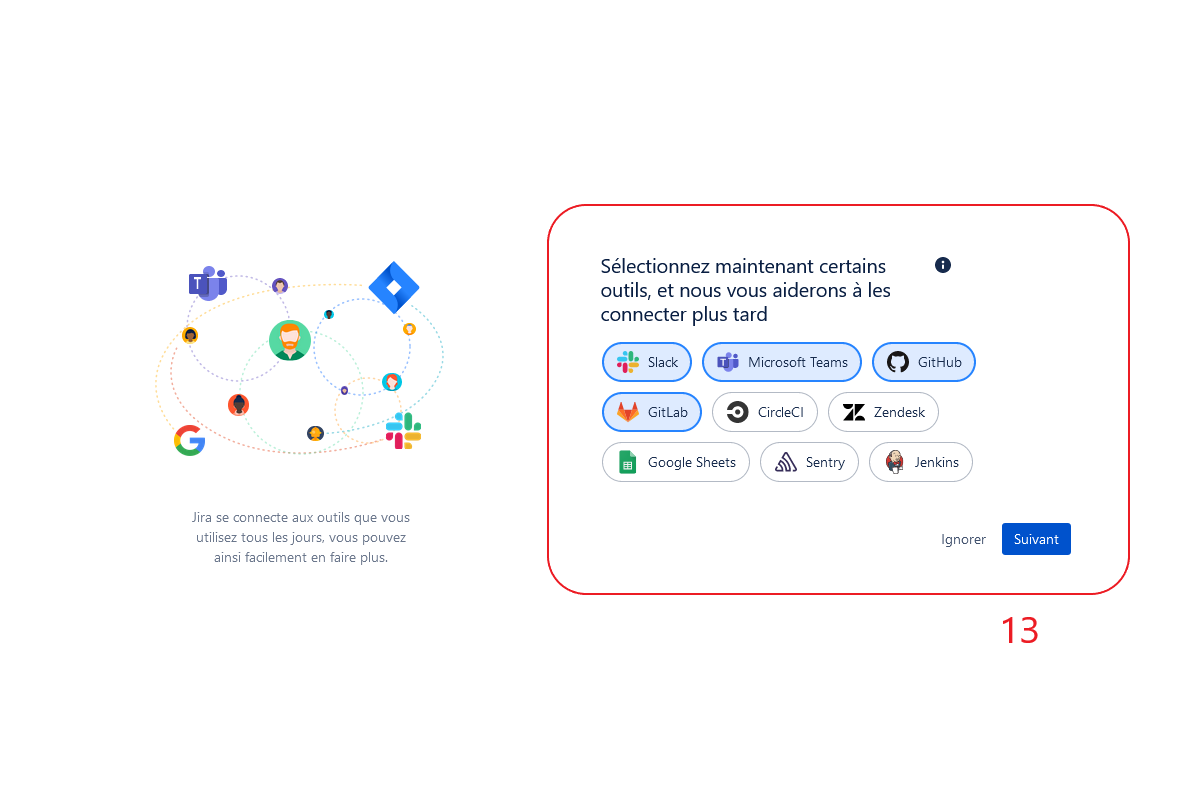 Jira se connecte aux outils que vous
utilisez tous les jours, vous pouvez
ainsi facilement en faire plus.
Sélectionnez maintenant certains
outils, et nous vous aiderons à les
connecter plus tard
Slack Microsoft Teams GitHub
GitLab CircleCI Zendesk
Google Sheets Sentry Jenkins
Ignorer Suivant
13